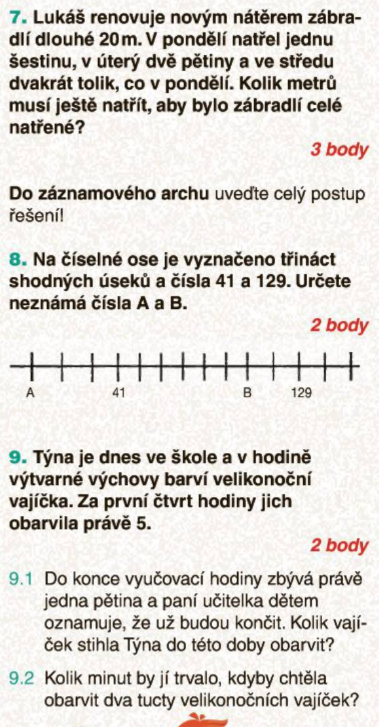 7. Lukáš renovuje novým nátěrem zábra-
dlí dlouhé 20 m. V pondělí natřel jednu
šestinu, v úterý dvě pětiny a ve středu
dvakrát tolik, co v pondělí. Kolik metrů
musí ještě natřít, aby bylo zábradlí celé
natřené?
3 body
Do záznamového archu uveďte celý postup
řešení!
8. Na číselné ose je vyznačeno třináct
shodných úseků a čísla 41 a 129. Určete
neznámá čísla A a B.
2 body
A 41 B 129
9. Týna je dnes ve škole a v hodině
výtvarné výchovy barví velikonoční
vajíčka. Za první čtvrt hodiny jich
obarvila právě 5.
2 body
9.1 Do konce vyučovací hodiny zbývá právě
jedna pětina a paní učitelka dětem
oznamuje, že už budou končit. Kolik vají-
ček stihla Týna do této doby obarvit?
9.2 Kolik minut by jí trvalo, kdyby chtěla
obarvit dva tucty velikonočních vajíček?